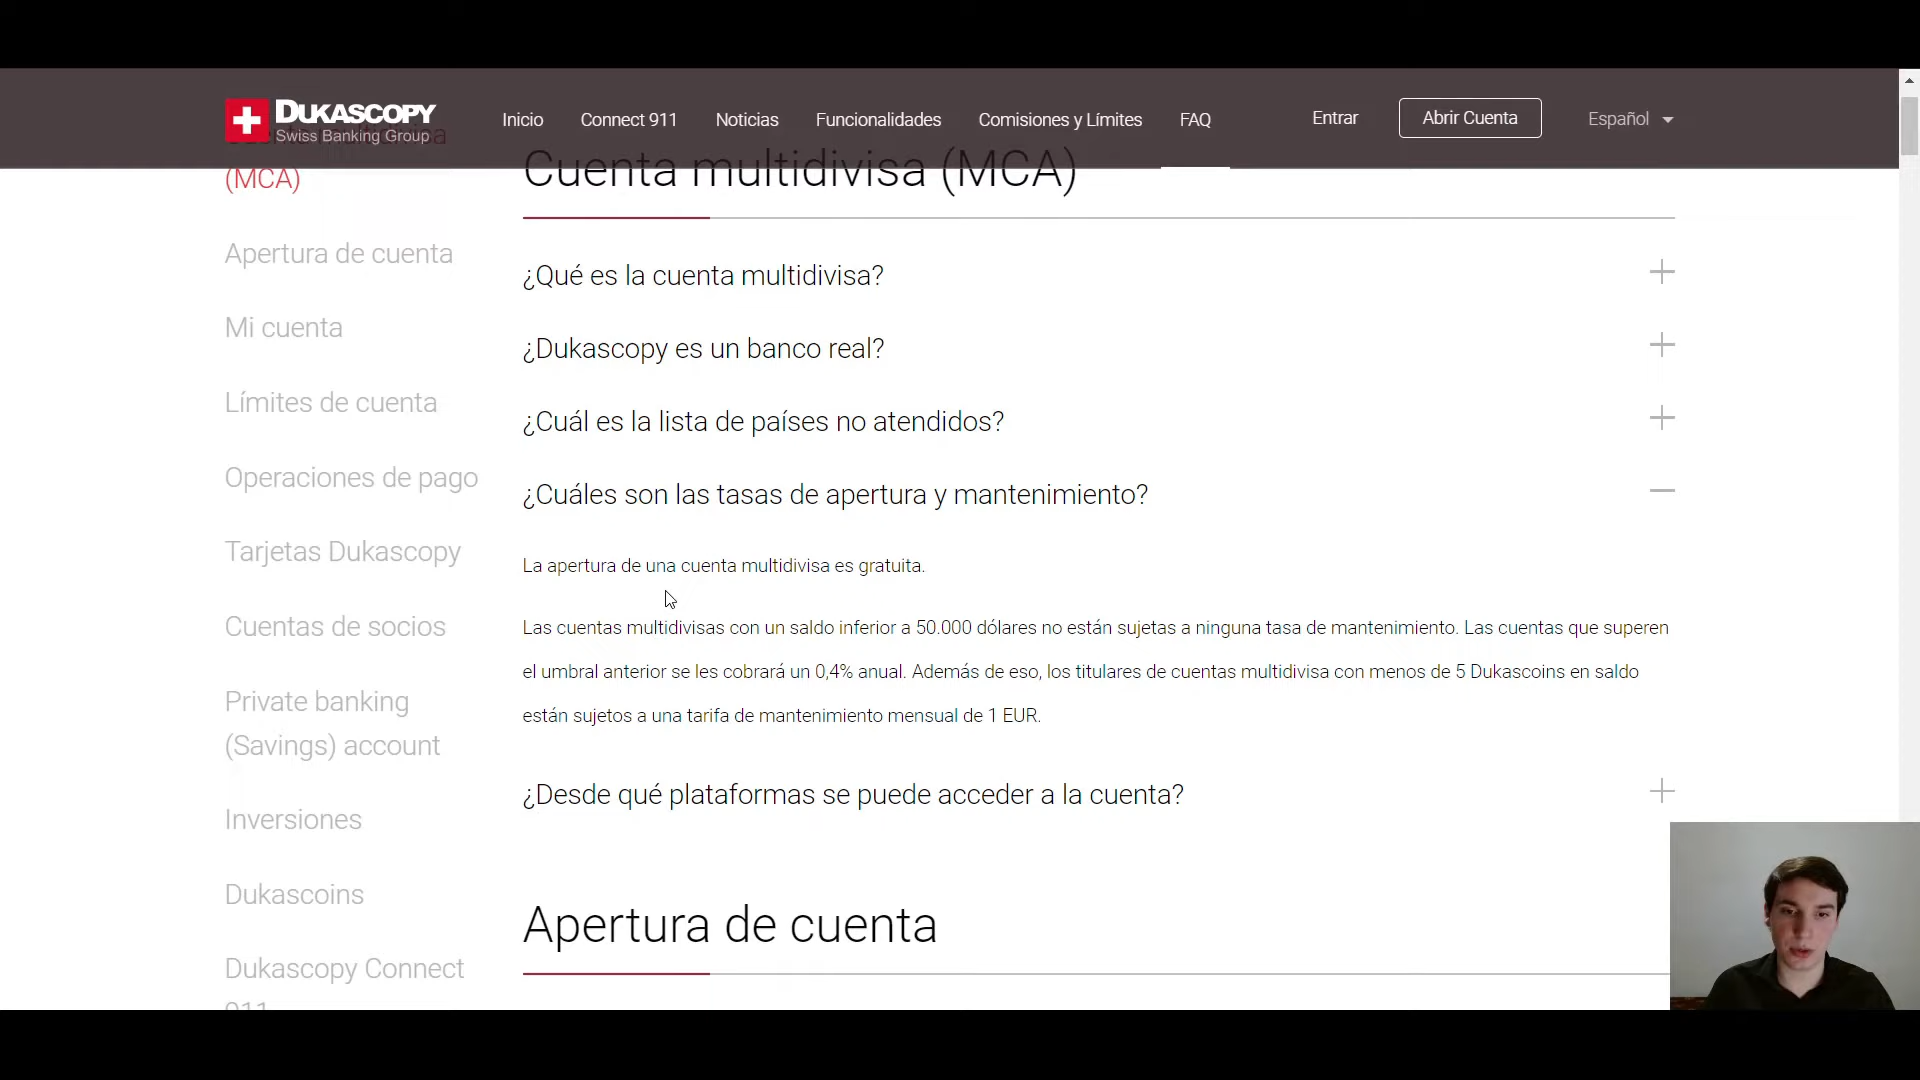 DUKASCOPY
Swiss Banking Group
Inicio
Connect 911
Noticias
Funcionalidades
Comisiones y Límites
FAQ
Entrar
Abrir Cuenta
Español
Cuenta multidivisa
(MCA)
Apertura de cuenta
Mi cuenta
Límites de cuenta
Operaciones de pago
Tarjetas Dukascopy
Cuentas de socios
Private banking
(Savings) account
Inversiones
Dukascoins
Dukascopy Connect
911
Cuenta multidivisa (MCA)
¿Qué es la cuenta multidivisa?
¿Dukascopy es un banco real?
¿Cuál es la lista de países no atendidos?
¿Cuáles son las tasas de apertura y mantenimiento?
La apertura de una cuenta multidivisa es gratuita.
Las cuentas multidivisas con un saldo inferior a 50.000 dólares no están sujetas a ninguna tasa de mantenimiento. Las cuentas que superen
el umbral anterior se les cobrará un 0,4% anual. Además de eso, los titulares de cuentas multidivisa con menos de 5 Dukascoins en saldo
están sujetos a una tarifa de mantenimiento mensual de 1 EUR.
¿Desde qué plataformas se puede acceder a la cuenta?
Apertura de cuenta